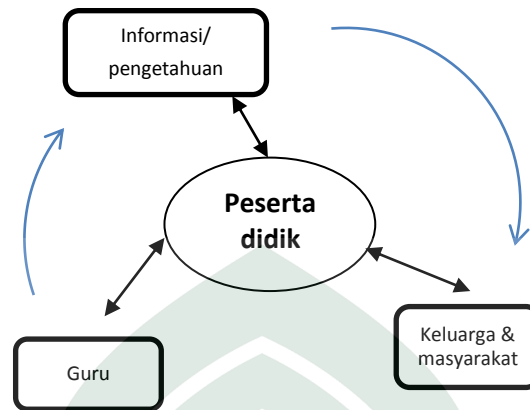 Informasi/
pengetahuan
Peserta
didik
Keluarga &
masyarakat
Guru